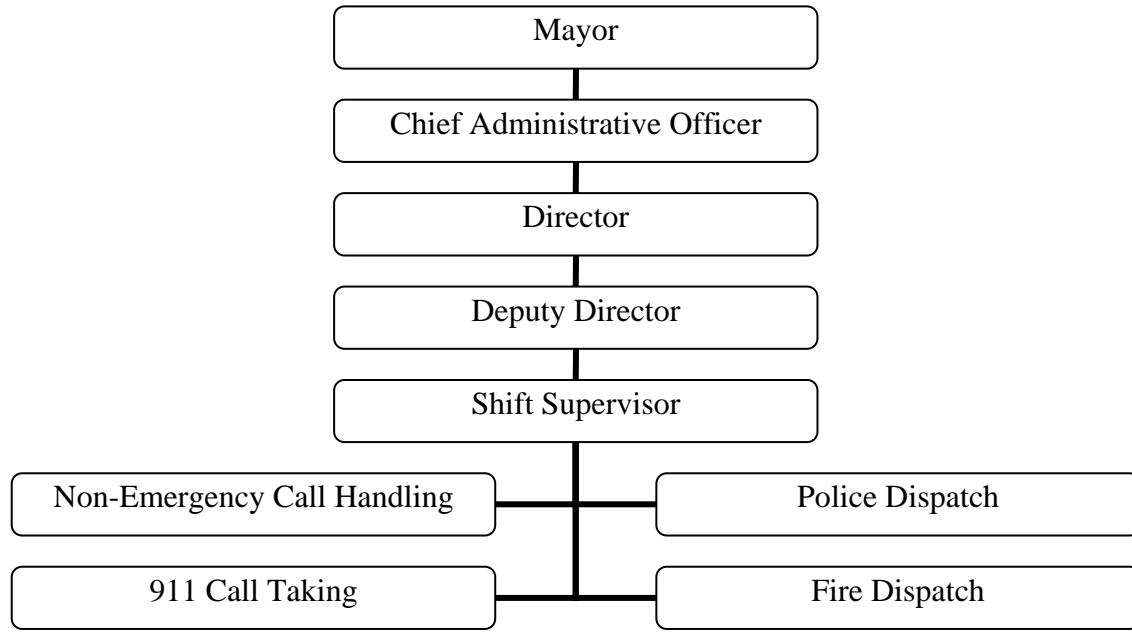 Mayor
Chief Administrative Officer
Director
Deputy Director
Shift Supervisor
Non-Emergency Call Handling
Police Dispatch
911 Call Taking
Fire Dispatch